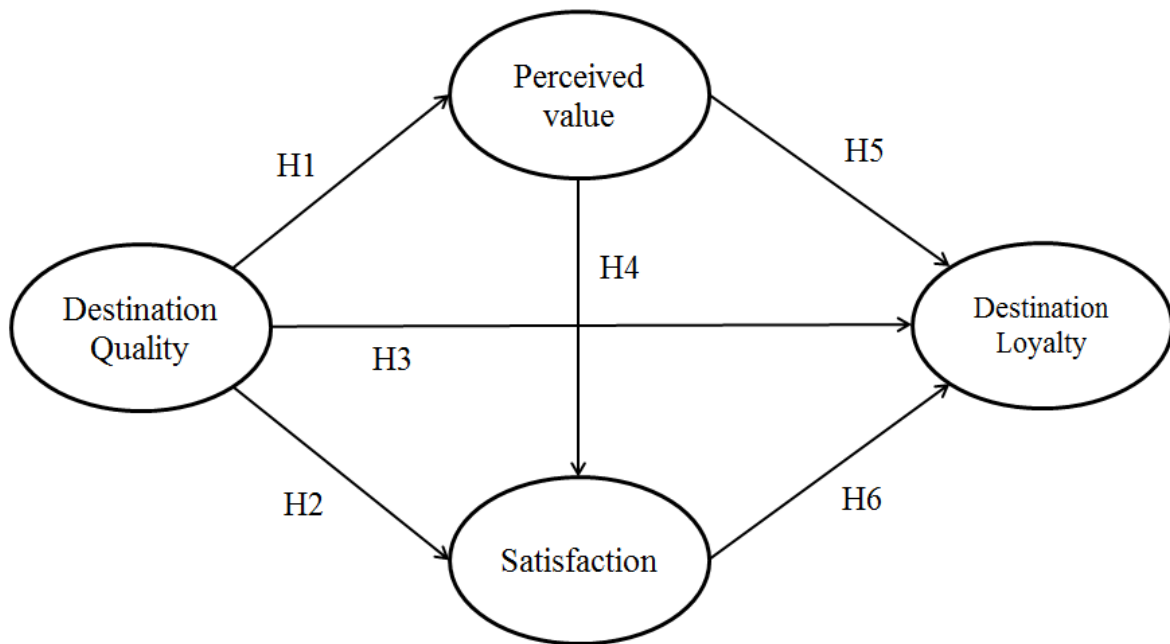 Perceived
value
H1
H5
H4
Destination
Quality
H3
Destination
Loyalty
H2
H6
Satisfaction